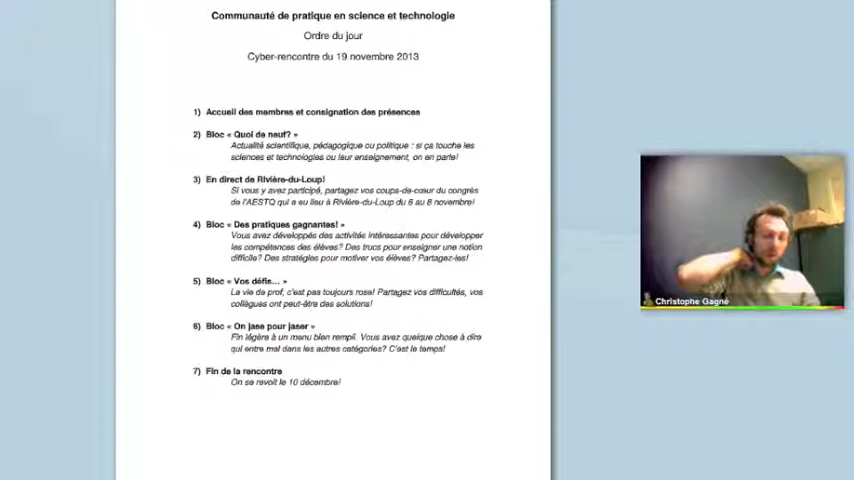 Communauté de pratique en science et technologie
Ordre du jour
Cyber-rencontre du 19 novembre 2013
1) Accueil des membres et consignation des présences
2) Bloc « Quoi de neuf? »
Actualité scientifique, pédagogique ou politique : si ça touche les
sciences et technologies ou leur enseignement, on en parle!
3) En direct de Rivière-du-Loup!
Si vous y avez participé, partagez vos coups-de-cœur du congrès
de l'AESTQ qui a eu lieu à Rivière-du-Loup du 6 au 8 novembre!
4) Bloc « Des pratiques gagnantes! »
Vous avez développés des activités intéressantes pour développer
les compétences des élèves? Des trucs pour enseigner une notion
difficile? Des stratégies pour motiver vos élèves? Partagez-les!
5) Bloc « Vos défis... »
La vie de prof, c'est pas toujours rose! Partagez vos difficultés, vos
collègues ont peut-être des solutions!
6) Bloc « On jase pour jaser »
Fin légère à un menu bien rempli. Vous avez quelque chose à dire
qui entre mal dans les autres catégories? C'est le temps!
7) Fin de la rencontre
On se revoit le 10 décembre!
Christophe Gagné